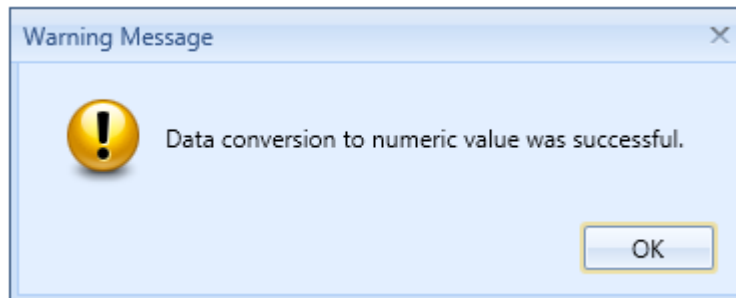 Warning Message
Data conversion to numeric value was successful.
OK